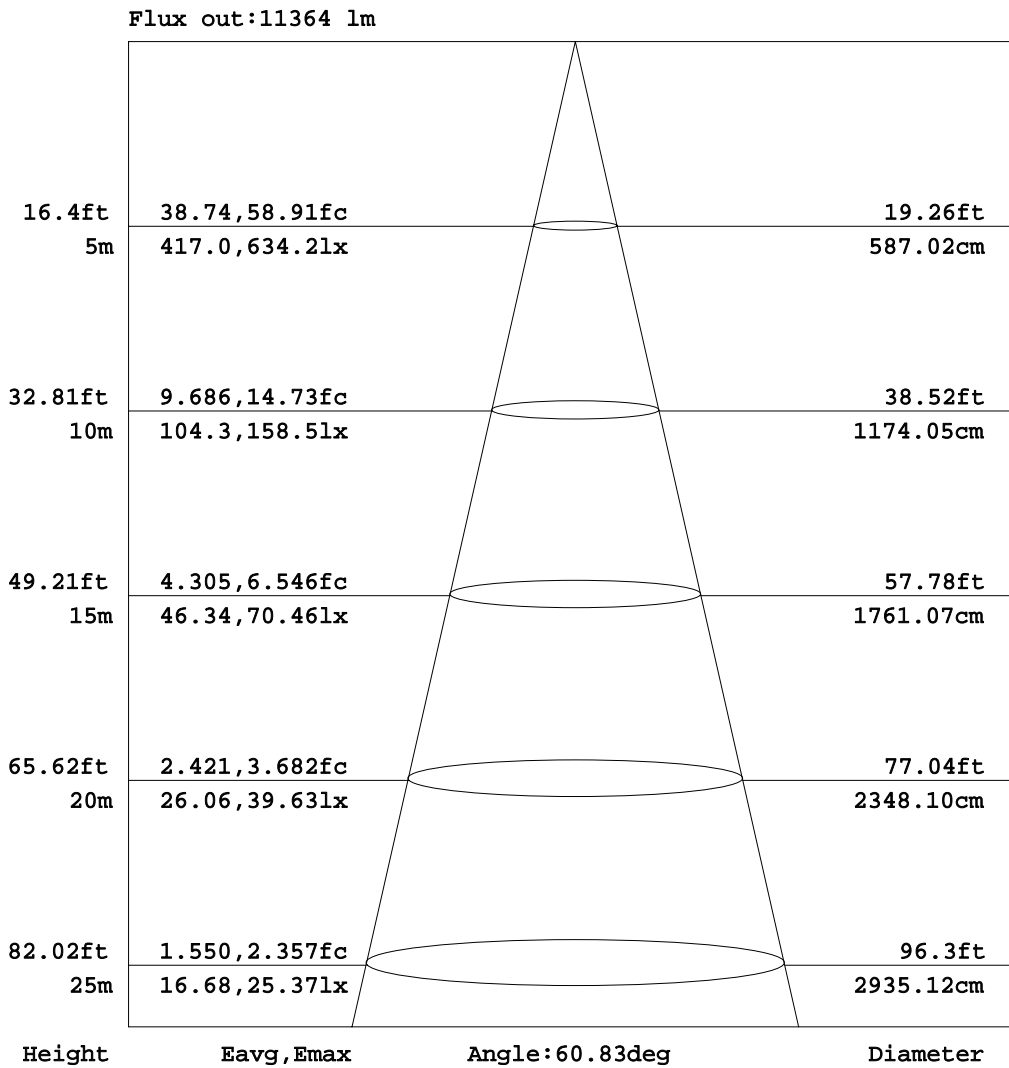 Flux out:11364 lm
16.4ft 38.74,58.91fc 19.26ft
5m 417.0,634.2lx 587.02cm
32.81ft 9.686,14.73fc 38.52ft
10m 104.3,158.5lx 1174.05cm
49.21ft 4.305,6.546fc 57.78ft
15m 46.34,70.46lx 1761.07cm
65.62ft 2.421,3.682fc 77.04ft
20m 26.06,39.63lx 2348.10cm
82.02ft 1.550,2.357fc 96.3ft
25m 16.68,25.37lx 2935.12cm
Height Eavg,Emax Angle:60.83deg Diameter